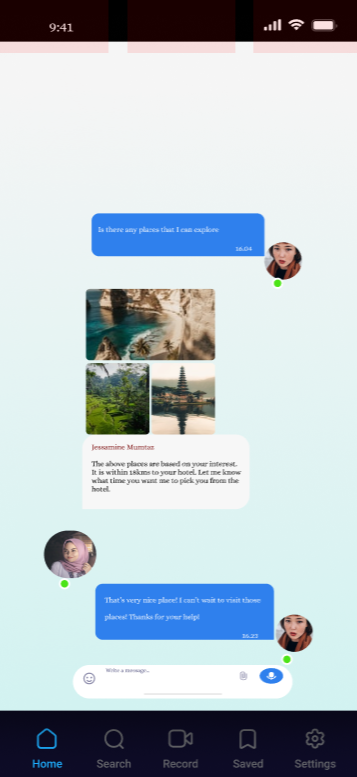 9:41
Is there any places that I can explore
16.04
Jessamine Mumtaz
The above places are based on your interest.
It is within 18kms to your hotel. Let me know
what time you want me to pick you from the
hotel.
That's very nice place! I can't wait to visit those
places! Thanks for your help!
16.23
Write a message..
Home
Search
Record
Saved
Settings